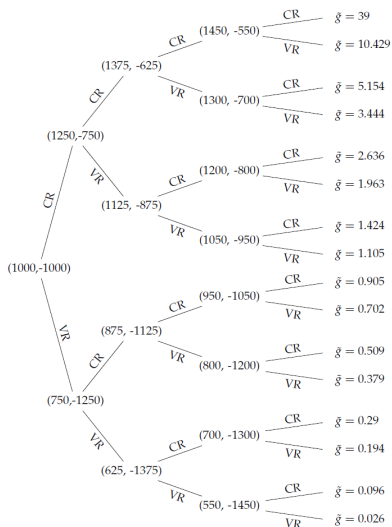 CR
g̃ = 39
(1450, -550)
CR
VR
g̃ = 10.429
(1375, -625)
VR
CR
g̃ = 5.154
(1300, -700)
CR
VR
g̃ = 3.444
(1250,-750)
CR
g̃ = 2.636
(1200, -800)
VR
CR
VR
g̃ = 1.963
(1125, -875)
CR
VR
CR
g̃ = 1.424
(1050, -950)
VR
g̃ = 1.105
(1000,-1000)
CR
g̃ = 0.905
(950, -1050)
CR
VR
g̃ = 0.702
VR
(875, -1125)
CR
VR
CR
g̃ = 0.509
(800, -1200)
VR
g̃ = 0.379
(750,-1250)
CR
g̃ = 0.29
(700, -1300)
VR
CR
VR
g̃ = 0.194
(625, -1375)
VR
CR
g̃ = 0.096
(550, -1450)
VR
g̃ = 0.026